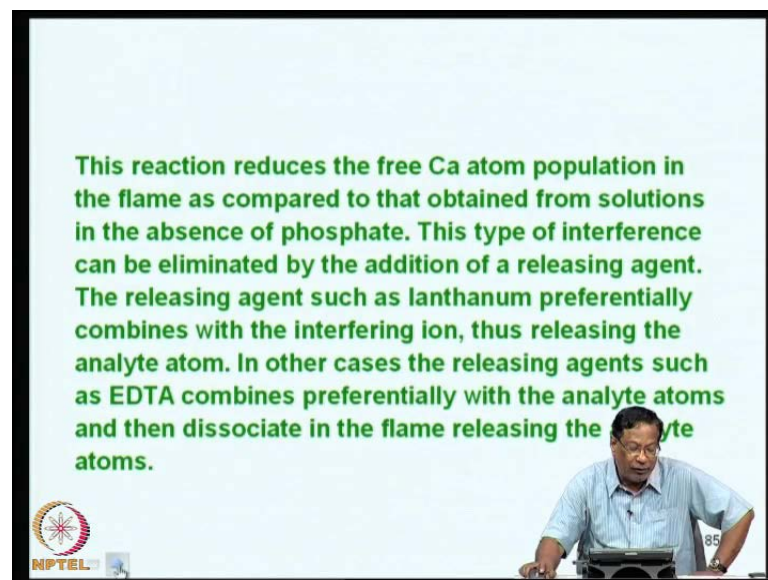 This reaction reduces the free Ca atom population in
the flame as compared to that obtained from solutions
in the absence of phosphate. This type of interference
can be eliminated by the addition of a releasing agent.
The releasing agent such as lanthanum preferentially
combines with the interfering ion, thus releasing the
analyte atom. In other cases the releasing agents such
as EDTA combines preferentially with the analyte atoms
and then dissociate in the flame releasing the yte
atoms.
85
NPTEL